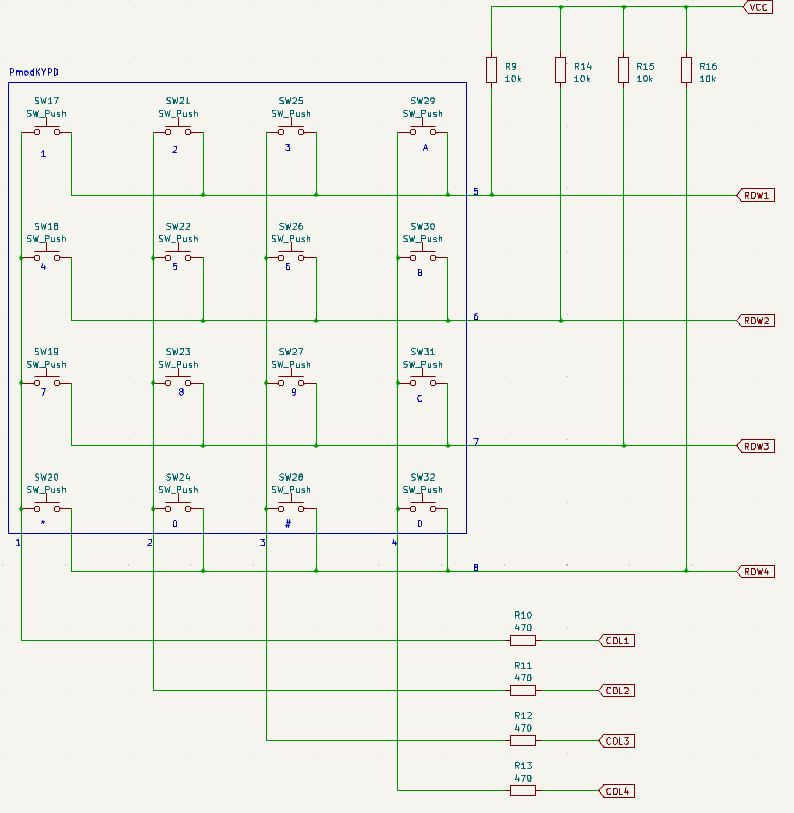 VCC
R9
10k
R14
10k
R15
10k
R16
10k
PmodKYPD
SW17
SW_Push
1
SW21
SW_Push
2
SW25
SW_Push
3
SW29
SW_Push
A
5
ROW1
SW18
SW_Push
4
SW22
SW_Push
5
SW26
SW_Push
6
SW30
SW_Push
B
6
ROW2
SW19
SW_Push
7
SW23
SW_Push
8
SW27
SW_Push
9
SW31
SW_Push
C
7
ROW3
SW20
SW_Push
*
SW24
SW_Push
0
SW28
SW_Push
#
SW32
SW_Push
D
1
2
3
4
8
ROW4
R10
470
COL1
R11
470
COL2
R12
470
COL3
R13
470
COL4